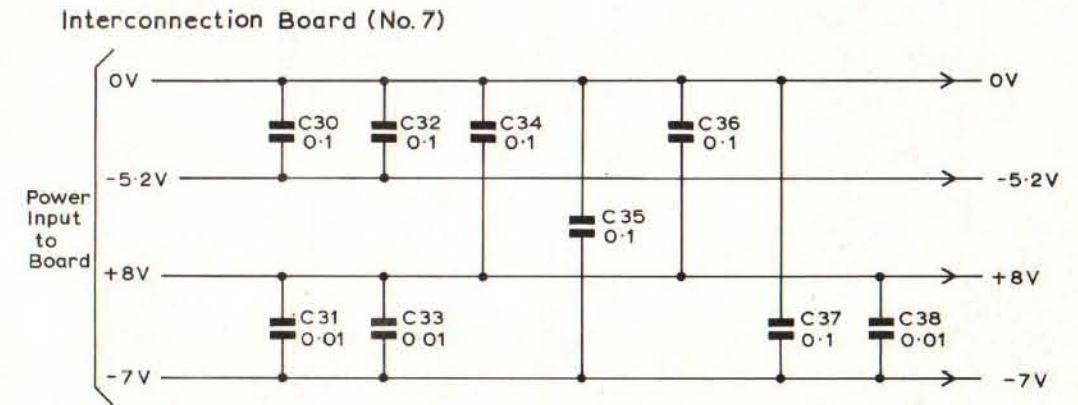 Interconnection Board (No. 7)
0V
0V
C30
0·1
C32
0·1
C34
0·1
C36
0·1
-5·2V
-5·2V
Power
Input
to
Board
C35
0·1
+8V
+8V
C31
0·01
C33
0·01
C37
0·1
C38
0·01
-7V
-7V